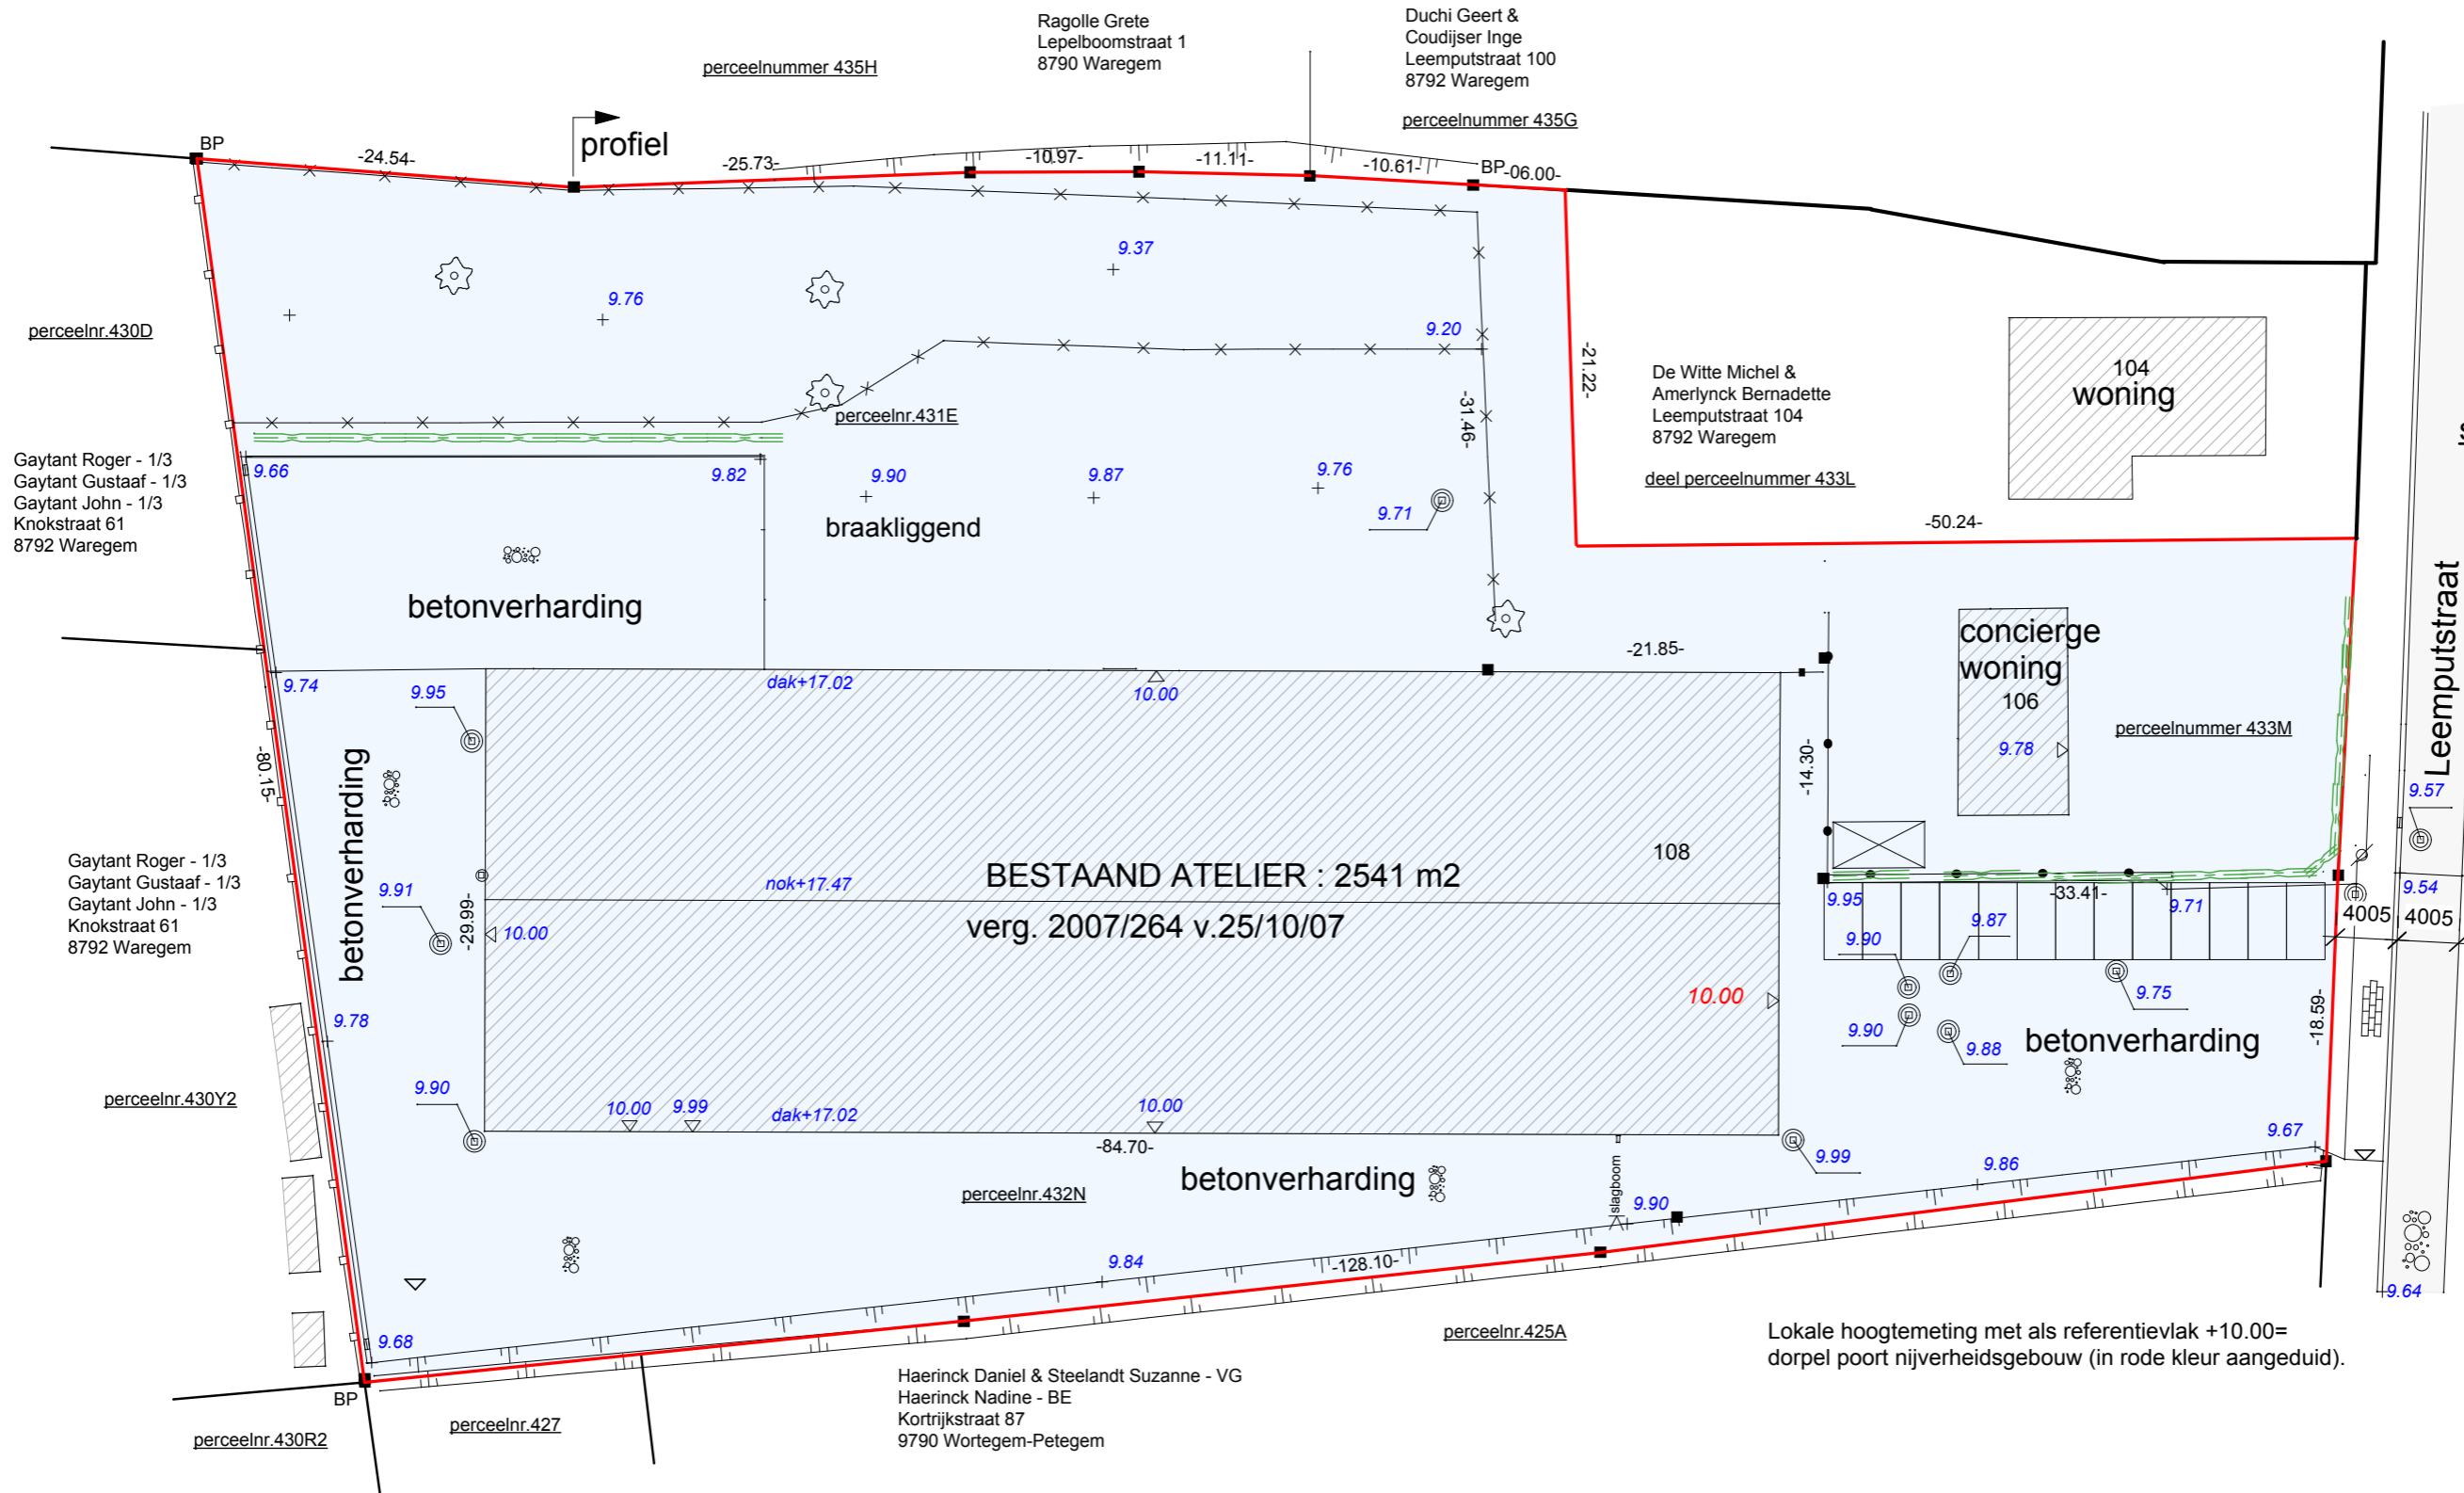 Ragolle Grete
Lepelboomstraat 1
8790 Waregem
Duchi Geert &
Coudijser Inge
Leemputstraat 100
8792 Waregem
perceelnummer 435H
perceelnummer 435G
BP
-24.54-
profiel
-25.73-
-10.97-
-11.11-
-10.61-
BP
-06.00-
9.37
9.76
9.20
perceelnr.430D
-21.22-
-31.46-
De Witte Michel &
Amerlynck Bernadette
Leemputstraat 104
8792 Waregem
deel perceelnummer 433L
104
woning
perceelnr.431E
Gaytant Roger - 1/3
Gaytant Gustaaf - 1/3
Gaytant John - 1/3
Knokstraat 61
8792 Waregem
9.66
9.82
9.90
9.87
9.76
9.71
braakliggend
-50.24-
betonverharding
concierge
woning
106
9.78
-21.85-
perceelnummer 433M
Leemputstraat
9.74
9.95
dak+17.02
10.00
-80.15-
betonverharding
-14.30-
9.57
Gaytant Roger - 1/3
Gaytant Gustaaf - 1/3
Gaytant John - 1/3
Knokstraat 61
8792 Waregem
9.91
-29.99-
10.00
nok+17.47
BESTAAND ATELIER : 2541 m2
verg. 2007/264 v.25/10/07
108
9.95
-33.41-
9.71
9.54
4005
4005
9.90
9.87
10.00
9.75
9.90
9.88
betonverharding
-18.59-
9.78
perceelnr.430Y2
9.90
10.00
9.99
dak+17.02
10.00
-84.70-
9.99
9.67
9.86
betonverharding
slagboom
perceelnr.432N
9.90
9.84
-128.10-
9.64
9.68
BP
perceelnr.425A
Lokale hoogtemeting met als referentievlak +10.00=
dorpel poort nijverheidsgebouw (in rode kleur aangeduid).
Haerinck Daniel & Steelandt Suzanne - VG
Haerinck Nadine - BE
Kortrijkstraat 87
9790 Wortegem-Petegem
perceelnr.430R2
perceelnr.427